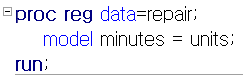 proc reg data=repair;
model minutes = units;
run;